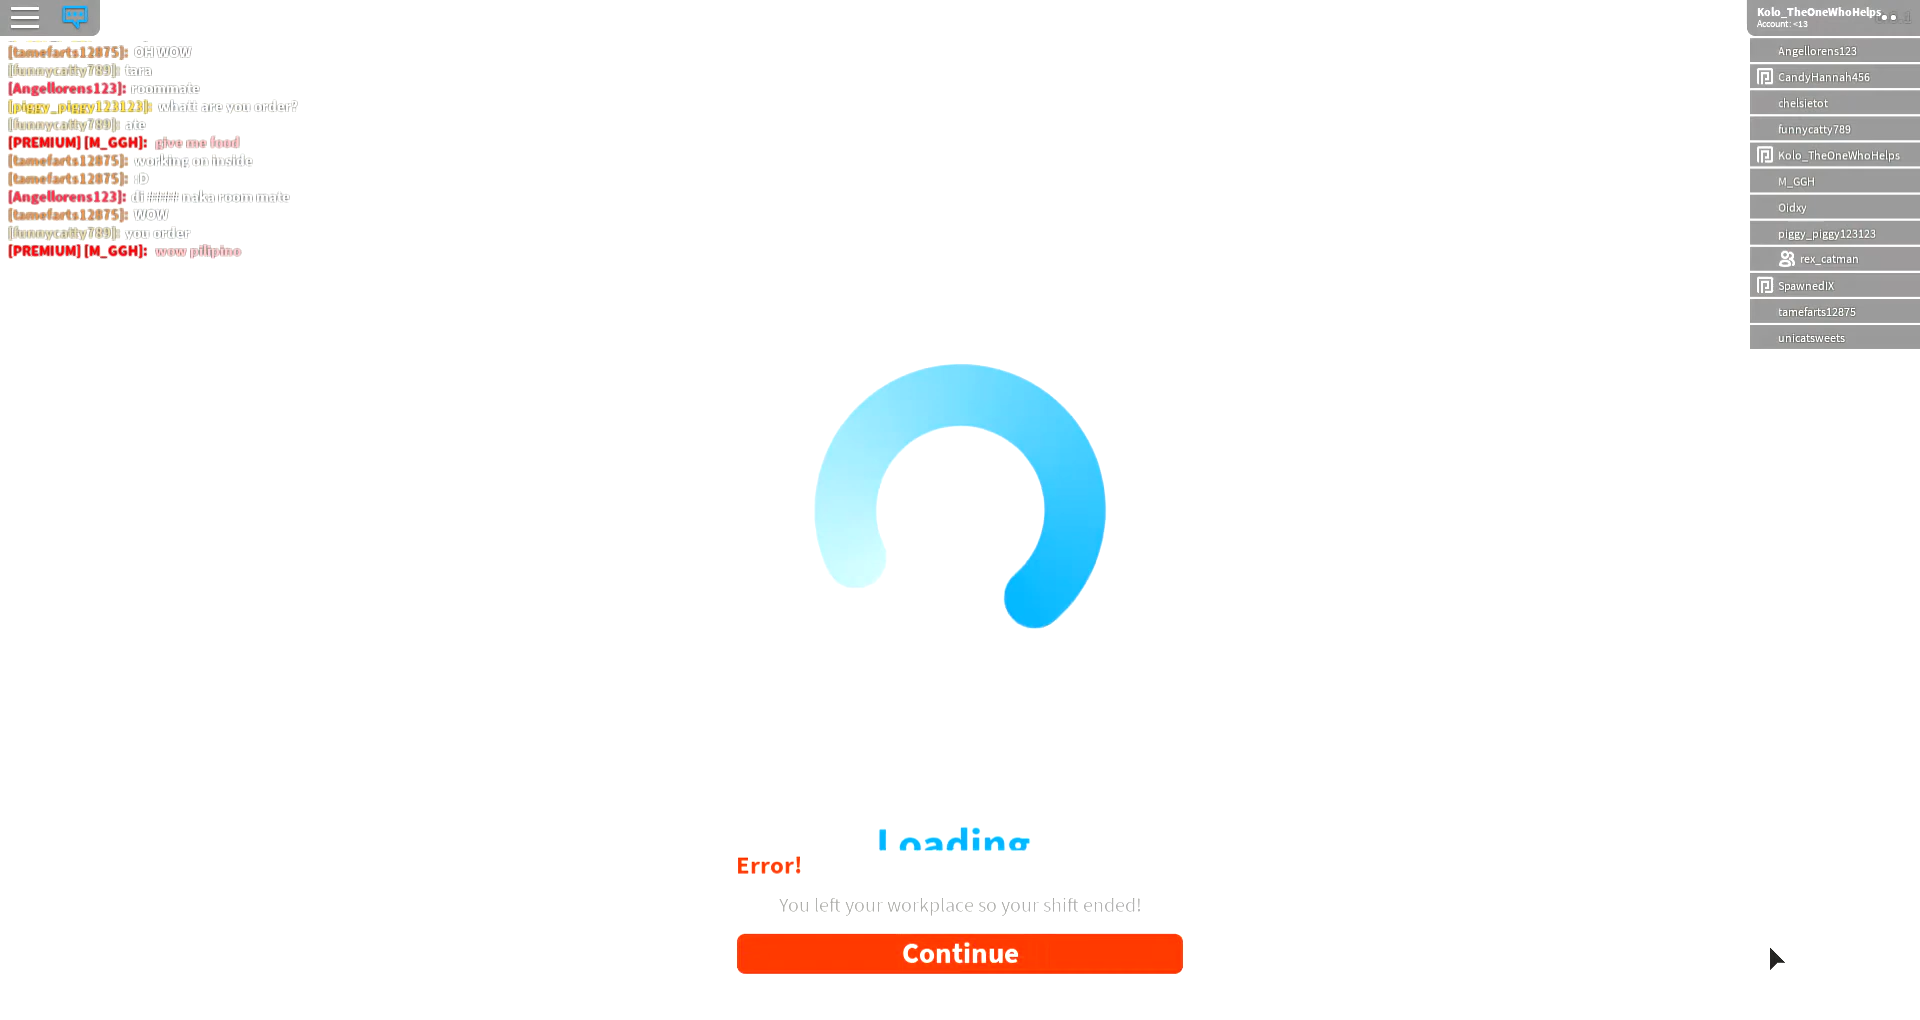 Kolo_TheOneWhoHelps
Account: <13
[tamefarts12875]: OH WOW
[funnycatty789]: tara
[Angellorens123]: roommate
[piggy_piggy123123]: whatt are you order?
[funnycatty789]: ate
[PREMIUM] [M_GGH]: give me food
[tamefarts12875]: working on inside
[tamefarts12875]: :D
[Angellorens123]: di #### naka room mate
[tamefarts12875]: WOW
[funnycatty789]: you order
[PREMIUM] [M_GGH]: wow pilipino
Angellorens123
CandyHannah456
chelsietot
funnycatty789
Kolo_TheOneWhoHelps
M_GGH
Oidxy
piggy_piggy123123
rex_catman
SpawnedIX
tamefarts12875
unicatsweets
Loading
Error!
You left your workplace so your shift ended!
Continue